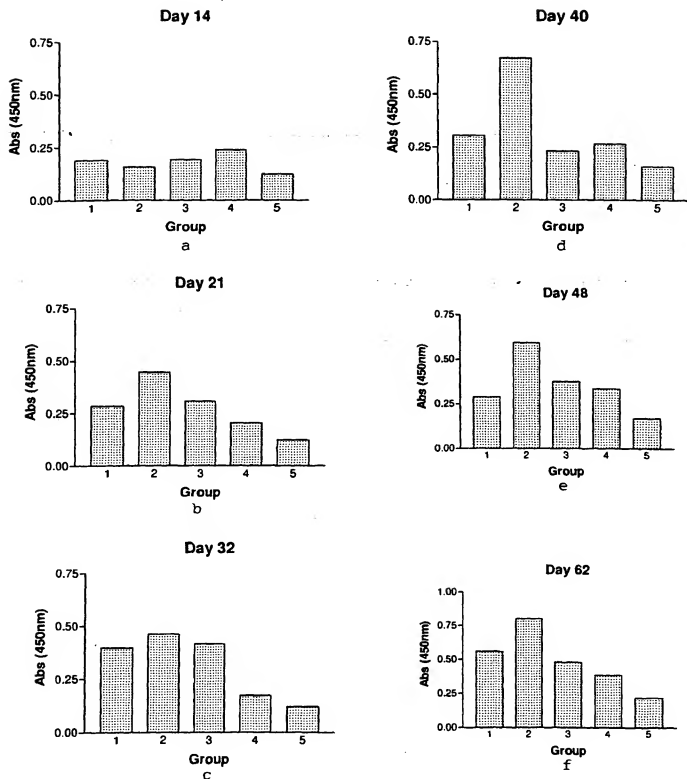 Day 14
0.75
0.50
0.25
0.00
Abs (450nm)
1 2 3 4 5
Group
a
Day 21
0.75
0.50
0.25
0.00
Abs (450nm)
1 2 3 4 5
Group
b
Day 32
0.75
0.50
0.25
0.00
Abs (450nm)
1 2 3 4 5
Group
c
Day 40
0.75
0.50
0.25
0.00
Abs (450nm)
1 2 3 4 5
Group
d
Day 48
0.75
0.50
0.25
0.00
Abs (450nm)
1 2 3 4 5
Group
e
Day 62
1.00
0.75
0.50
0.25
0.00
Abs (450nm)
1 2 3 4 5
Group
f